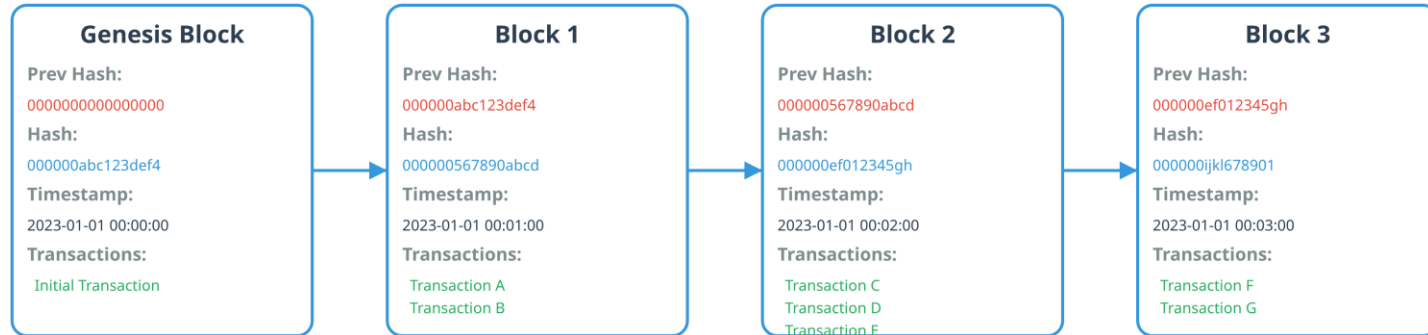 Genesis Block
Prev Hash:
0000000000000000
Hash:
000000abc123def4
Timestamp:
2023-01-01 00:00:00
Transactions:
Initial Transaction
Block 1
Prev Hash:
000000abc123def4
Hash:
000000567890abcd
Timestamp:
2023-01-01 00:01:00
Transactions:
Transaction A
Transaction B
Block 2
Prev Hash:
000000567890abcd
Hash:
000000ef012345gh
Timestamp:
2023-01-01 00:02:00
Transactions:
Transaction C
Transaction D
Transaction E
Block 3
Prev Hash:
000000ef012345gh
Hash:
000000ijkl678901
Timestamp:
2023-01-01 00:03:00
Transactions:
Transaction F
Transaction G